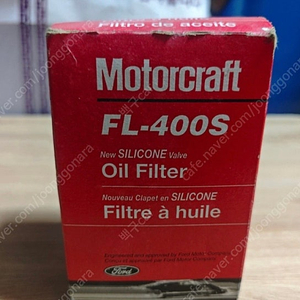 Filtro de aceite
Motorcraft
FL-400S
New SILICONE Valve
Oil Filter
Nouveau Clapet en SILICONE
Filtre à huile
Ford